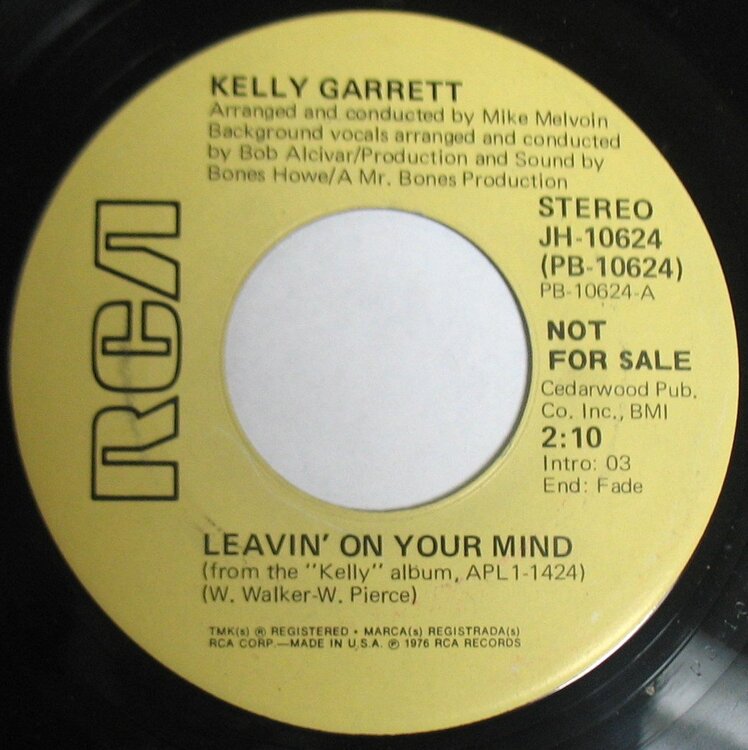 KELLY GARRETT
Arranged and conducted by Mike Melvoin
Background vocals arranged and conducted
by Bob Alcivar/Production and Sound by
Bones Howe/A Mr. Bones Production
RCA
STEREO
JH-10624
(PB-10624)
PB-10624-A
NOT
FOR SALE
Cedarwood Pub.
Co. Inc., BMI
2:10
Intro: 03
End: Fade
LEAVIN' ON YOUR MIND
(from the "Kelly" album, APL1-1424)
(W. Walker-W. Pierce)
TMK(s) ® REGISTERED • MARCA(s) REGISTRADA(s)
RCA CORP.—MADE IN U.S.A. ℗ 1976 RCA RECORDS